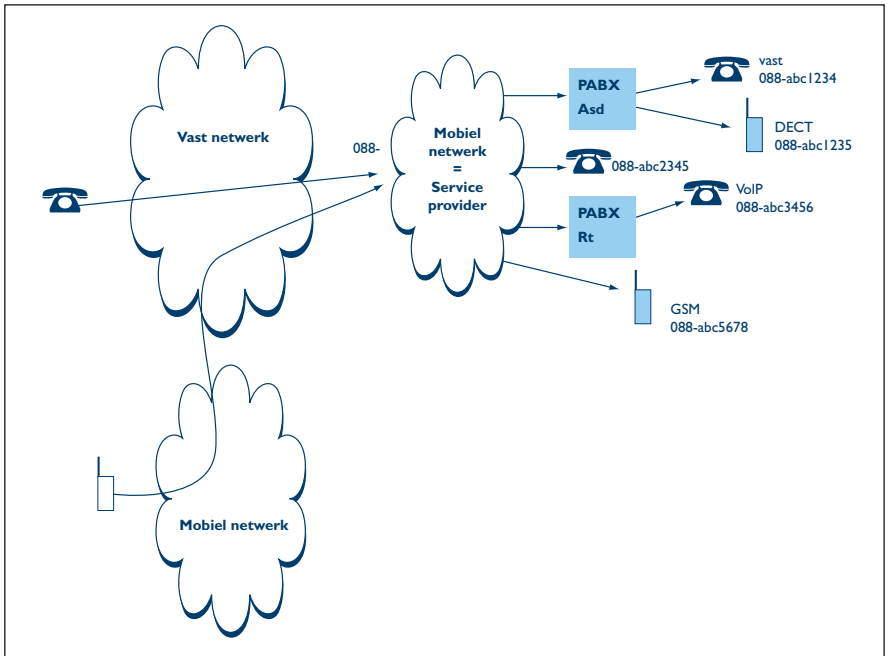 Vast netwerk
088-
Mobiel
netwerk
=
Service
provider
PABX
Asd
vast
088-abc1234
DECT
088-abc1235
088-abc2345
PABX
Rt
VoIP
088-abc3456
GSM
088-abc5678
Mobiel netwerk